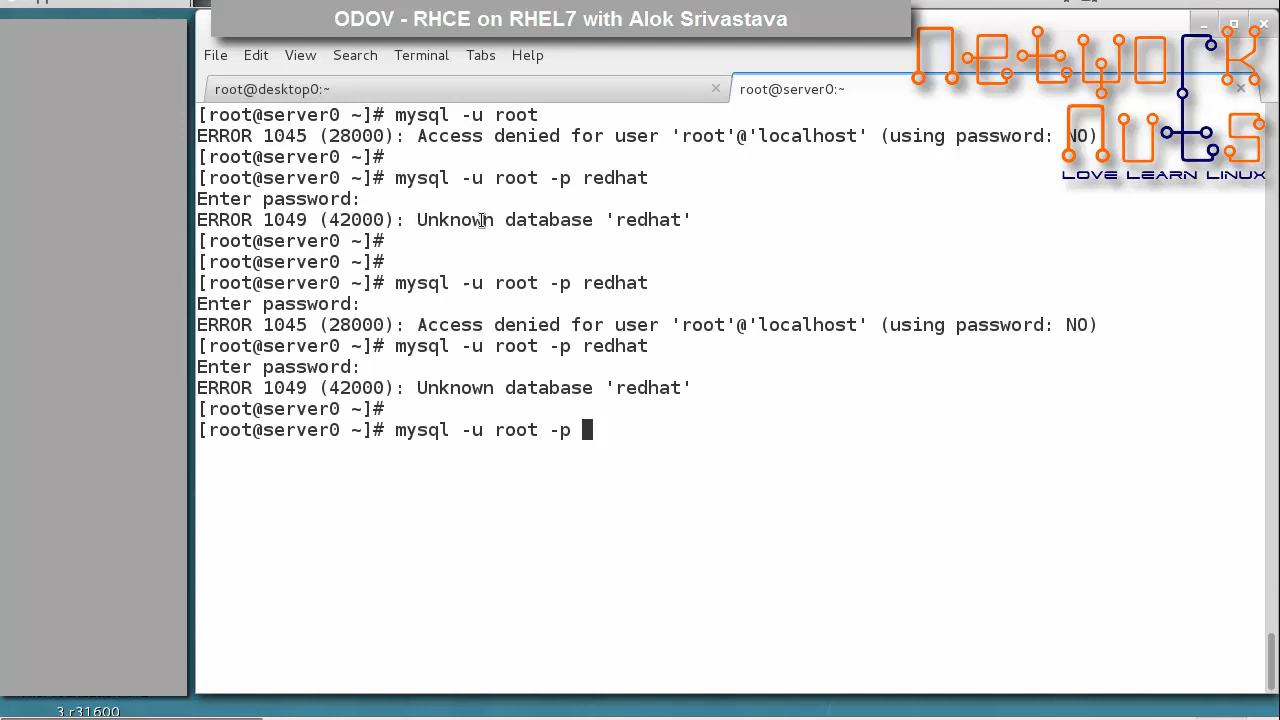 ODOV - RHCE on RHEL7 with Alok Srivastava
NETWORK
NUTS
LOVE LEARN LINUX
File Edit View Search Terminal Tabs Help
root@desktop0:~ × root@server0:~ ×
[root@server0 ~]# mysql -u root
ERROR 1045 (28000): Access denied for user 'root'@'localhost' (using password: NO)
[root@server0 ~]#
[root@server0 ~]# mysql -u root -p redhat
Enter password:
ERROR 1049 (42000): Unknown database 'redhat'
[root@server0 ~]#
[root@server0 ~]#
[root@server0 ~]# mysql -u root -p redhat
Enter password:
ERROR 1045 (28000): Access denied for user 'root'@'localhost' (using password: NO)
[root@server0 ~]# mysql -u root -p redhat
Enter password:
ERROR 1049 (42000): Unknown database 'redhat'
[root@server0 ~]#
[root@server0 ~]# mysql -u root -p
3.r31600